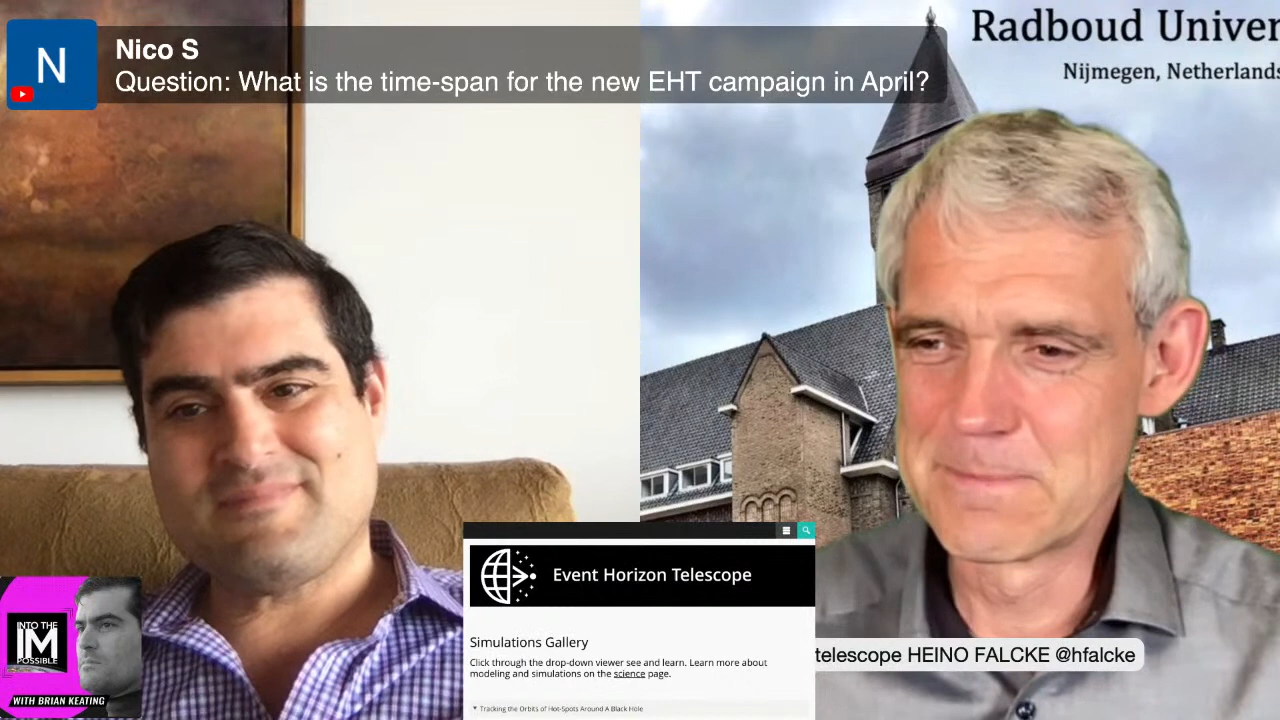 N
Nico S
Question: What is the time-span for the new EHT campaign in April?
Radboud Univer
Nijmegen, Netherlands
Event Horizon Telescope
Simulations Gallery
Click through the drop-down viewer see and learn. Learn more about
modeling and simulations on the science page.
* Tracking the Orbits of Hot-Spots Around A Black Hole
telescope HEINO FALCKE @hfalcke
INTO THE
IM
POSSIBLE
WITH BRIAN KEATING